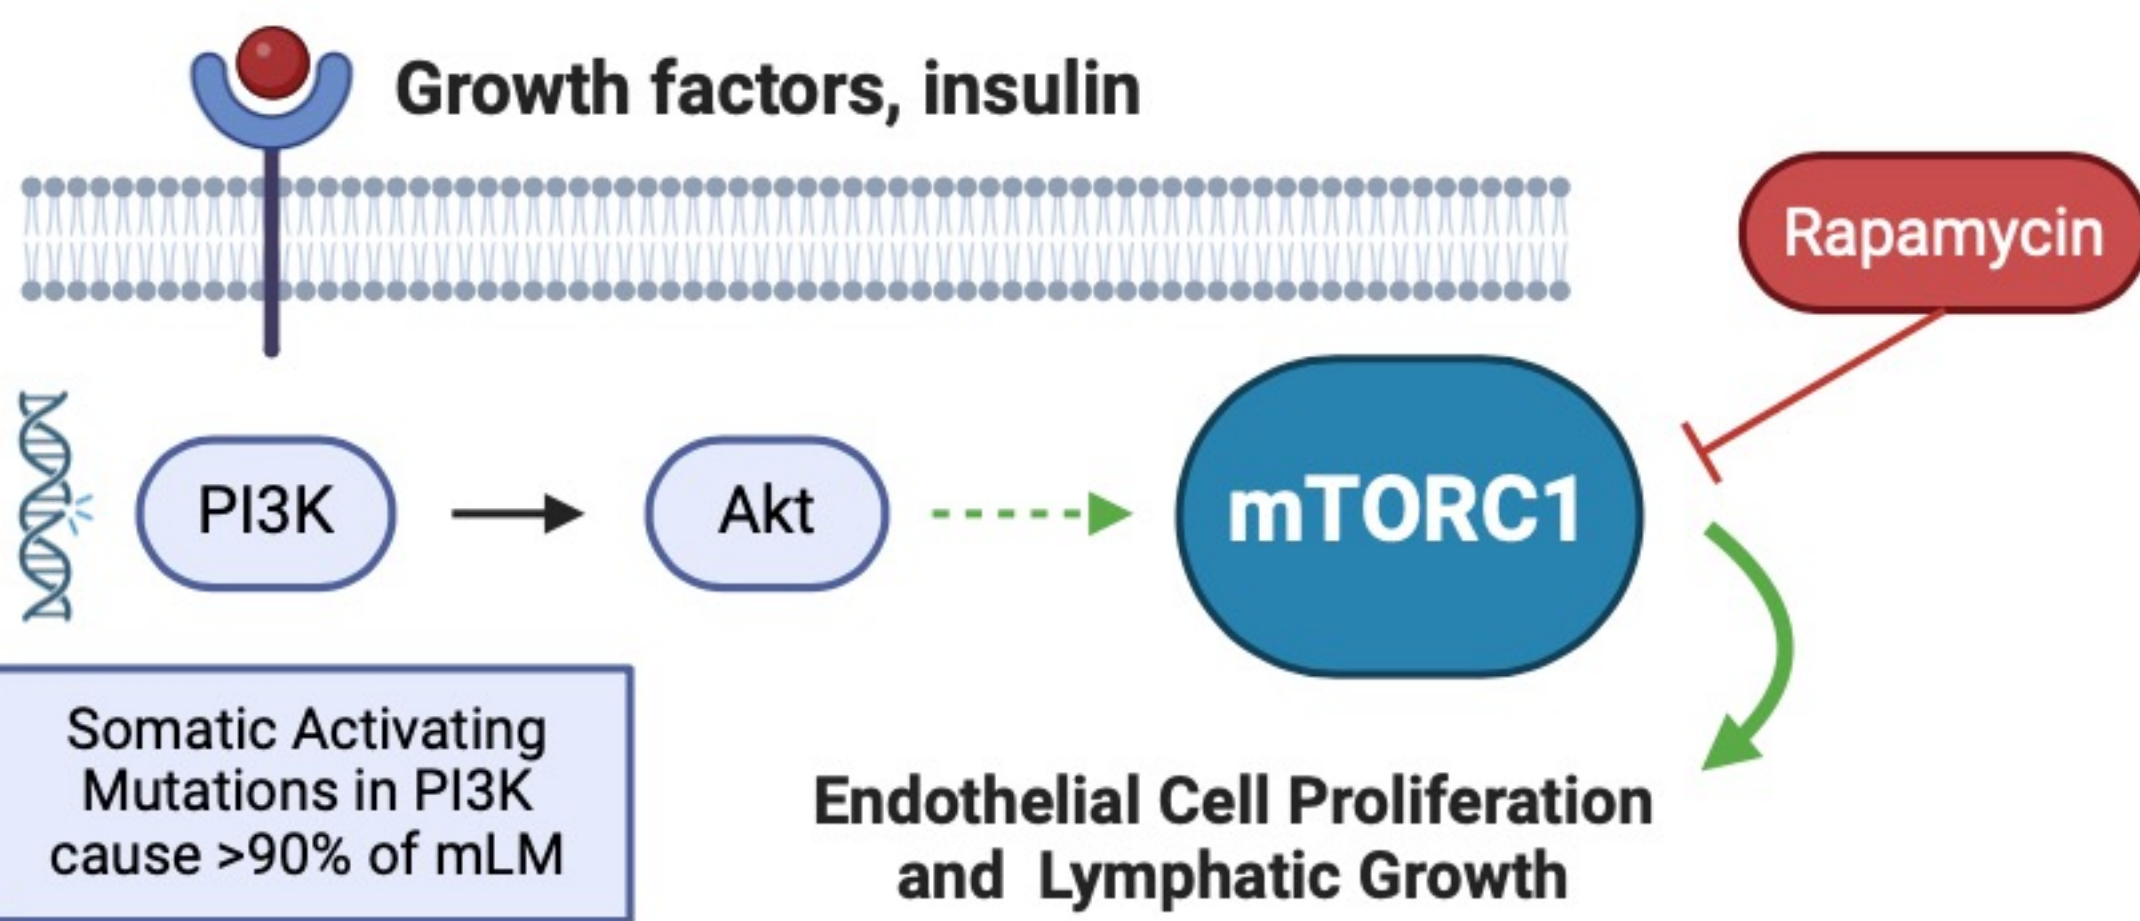 Growth factors, insulin
Rapamycin
PI3K
Akt
mTORC1
Somatic Activating
Mutations in PI3K
cause >90% of mLM
Endothelial Cell Proliferation
and Lymphatic Growth